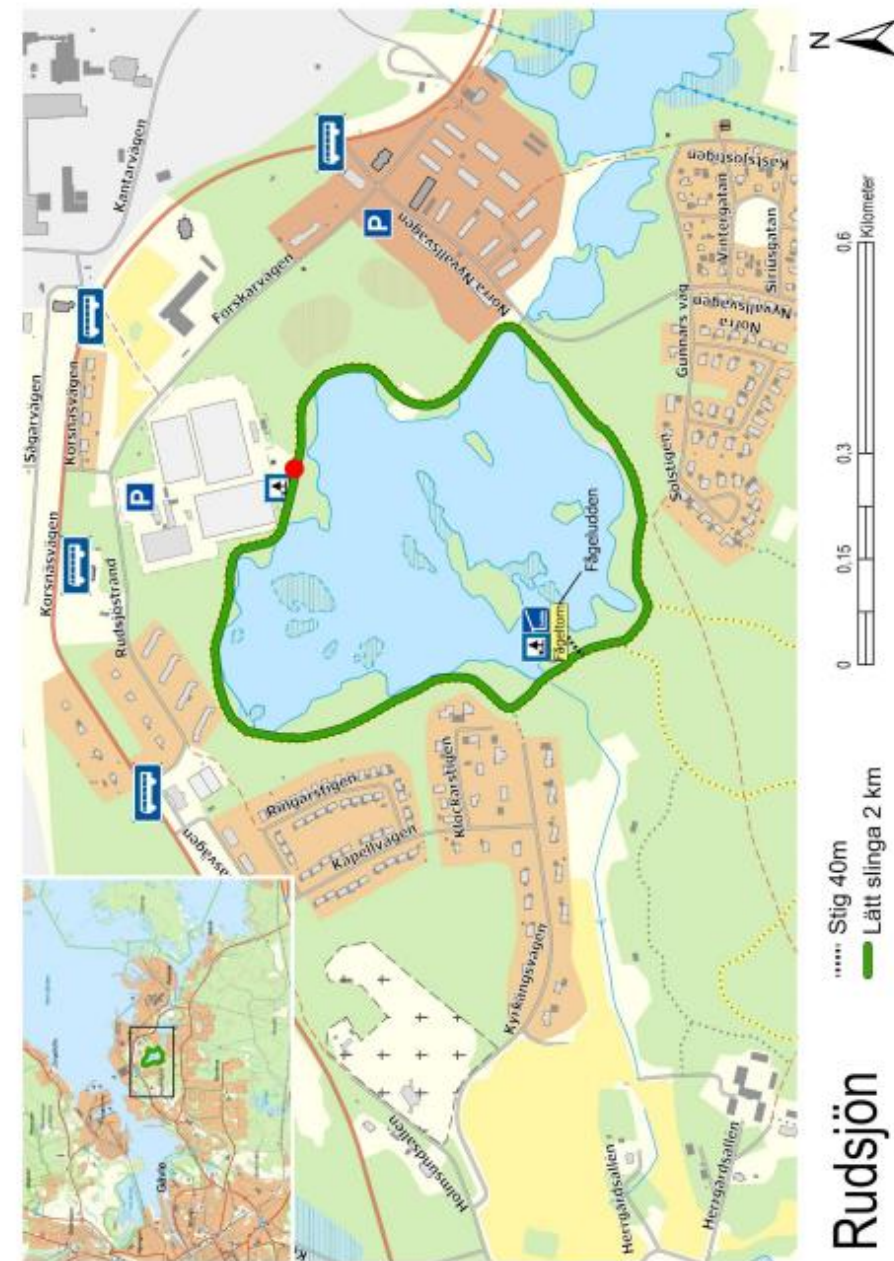 Rudsjön
Stig 40m
Lätt slinga 2 km
0
0.15
0.3
0.6
Kilometer
N
Sågarvägen
Korsnäsvägen
Korsnäsvägen
Kantarvägen
Rudsjöstrand
Forskarvägen
Norra Nyvallsvägen
P
P
Ringarstigen
Kapellvägen
Klockarstigen
Kyrkängsvägen
Holmsundsallén
Herrgårdsallén
Herrgårdsallén
Fågeltorn
Fågeludden
Solstigen
Gunnars väg
Norra
Nyvallsvägen
Vintergatan
Siriusgatan
Kastsjöstigen
Gävle